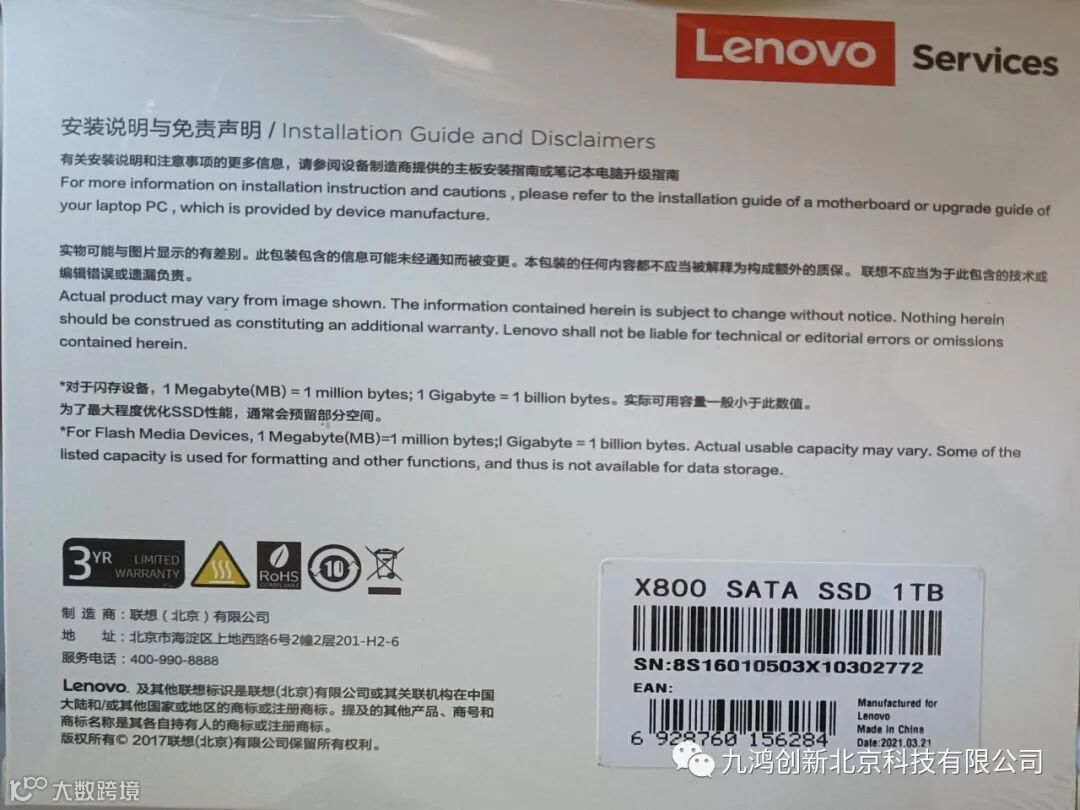 Lenovo Services
安装说明与免责声明 / Installation Guide and Disclaimers
有关安装说明和注意事项的更多信息，请参阅设备制造商提供的主板安装指南或笔记本电脑升级指南
For more information on installation instruction and cautions , please refer to the installation guide of a motherboard or upgrade guide of
your laptop PC , which is provided by device manufacture.
实物可能与图片显示的有差别。此包装包含的信息可能未经通知而被变更。本包装的任何内容都不应当被解释为构成额外的质保。 联想不应当为于此包含的技术或
编辑错误或遗漏负责。
Actual product may vary from image shown. The information contained herein is subject to change without notice. Nothing herein
should be construed as constituting an additional warranty. Lenovo shall not be liable for technical or editorial errors or omissions
contained herein.
*对于闪存设备，1 Megabyte(MB) = 1 million bytes; 1 Gigabyte = 1 billion bytes。实际可用容量一般小于此数值。
为了最大程度优化SSD性能，通常会预留部分空间。
*For Flash Media Devices, 1 Megabyte(MB)=1 million bytes;l Gigabyte = 1 billion bytes. Actual usable capacity may vary. Some of the
listed capacity is used for formatting and other functions, and thus is not available for data storage.
3YR LIMITED WARRANTY
RoHS COMPLIANT
10
制 造 商：联想（北京）有限公司
地 址：北京市海淀区上地西路6号2幢2层201-H2-6
服务电话：400-990-8888
Lenovo. 及其他联想标识是联想(北京)有限公司或其关联机构在中国
大陆和/或其他国家或地区的商标或注册商标。提及的其他产品、商号和
商标名称是其各自持有人的商标或注册商标。
版权所有© 2017联想(北京)有限公司保留所有权利。
X800 SATA SSD 1TB
SN:8S16010503X10302772
EAN:
6 928760 156284
Manufactured for
Lenovo
Made in China
Date:2021.03.21
九鸿创新北京科技有限公司
10100 大数跨境